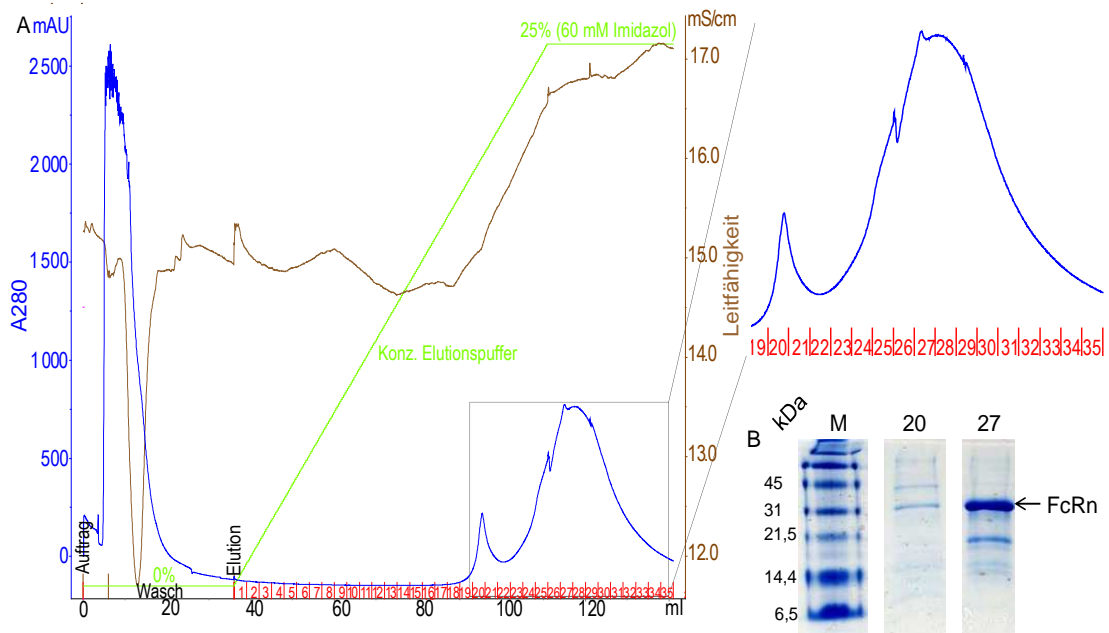 A mAU
25% (60 mM Imidazol)
mS/cm
2500
2000
1500
1000
500
0
A280
17.0
16.0
15.0
14.0
13.0
12.0
Leitfähigkeit
Konz. Elutionspuffer
Auftrag
0%
Wasch
Elution
1 2 3 4 5 6 7 8 9 10 11 12 13 14 15 16 17 18 19 20 21 22 23 24 25 26 27 28 29 30 31 32 33 34 35
0 20 40 60 80 100 120 ml
19 20 21 22 23 24 25 26 27 28 29 30 31 32 33 34 35
B kDa M 20 27
45
31
21,5
14,4
6,5
FcRn